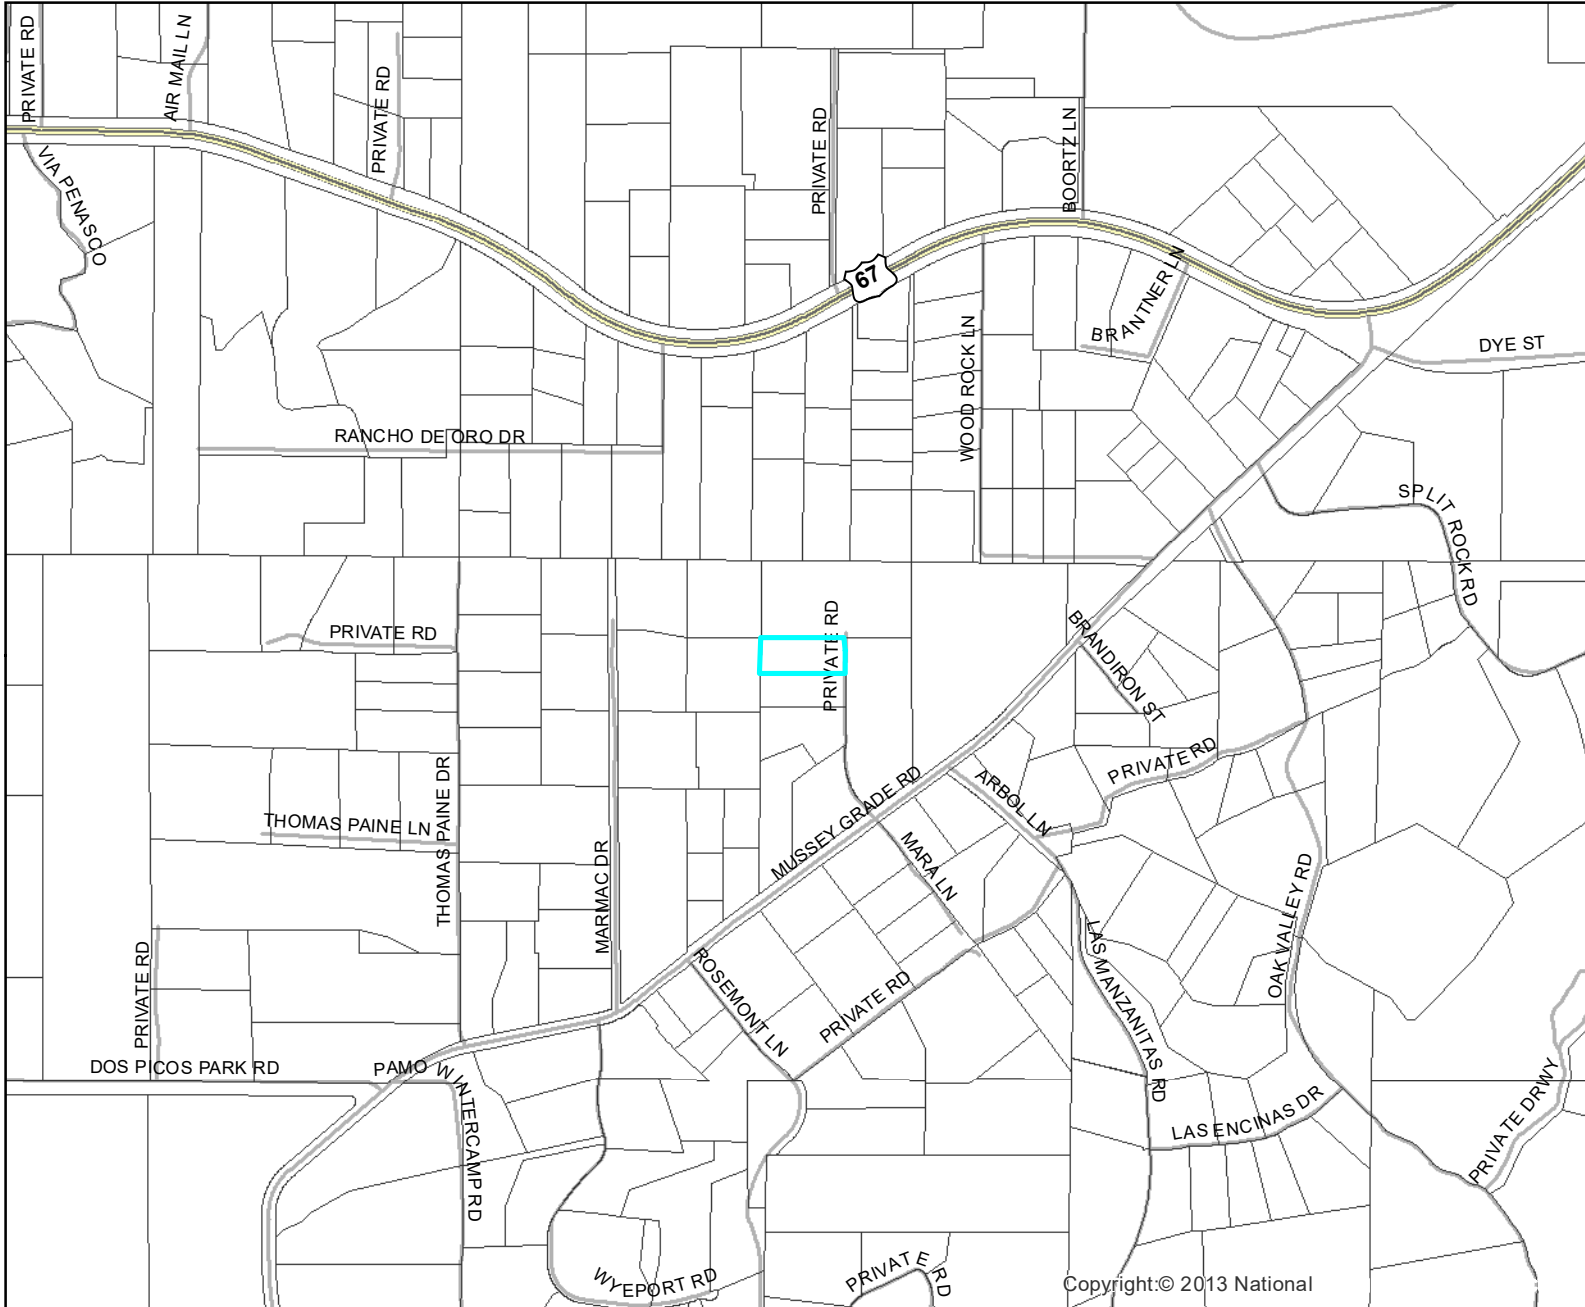 PRIVATE RD
AIR MAIL LN
PRIVATE RD
PRIVATE RD
BOORTZ LN
VIA PENASCO
67
BRANTNER LN
WOOD ROCK LN
DYE ST
RANCHO DE ORO DR
SPLIT ROCK RD
PRIVATE RD
PRIVATE RD
BRANDIRON ST
PRIVATE RD
THOMAS PAINE DR
THOMAS PAINE LN
MARMAC DR
MUSSEY GRADE RD
ARBOL LN
MARA LN
OAK VALLEY RD
PRIVATE RD
ROSEMONT LN
PRIVATE RD
LAS MANZANITAS RD
DOS PICOS PARK RD
PAMO
WINTERCAMP RD
LAS ENCINAS DR
PRIVATE DRWY
WYEPORT RD
PRIVATE RD
Copyright:© 2013 National